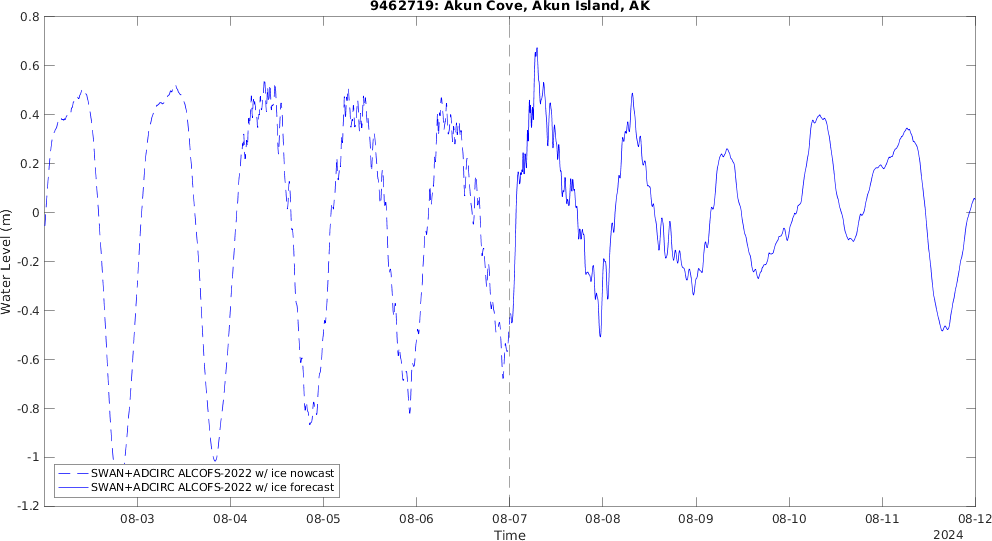 9462719: Akun Cove, Akun Island, AK
0.8
0.6
0.4
0.2
0
-0.2
-0.4
-0.6
-0.8
-1
-1.2
Water Level (m)
SWAN+ADCIRC ALCOFS-2022 w/ ice nowcast
SWAN+ADCIRC ALCOFS-2022 w/ ice forecast
08-03 08-04 08-05 08-06 08-07 08-08 08-09 08-10 08-11 08-12
Time
2024